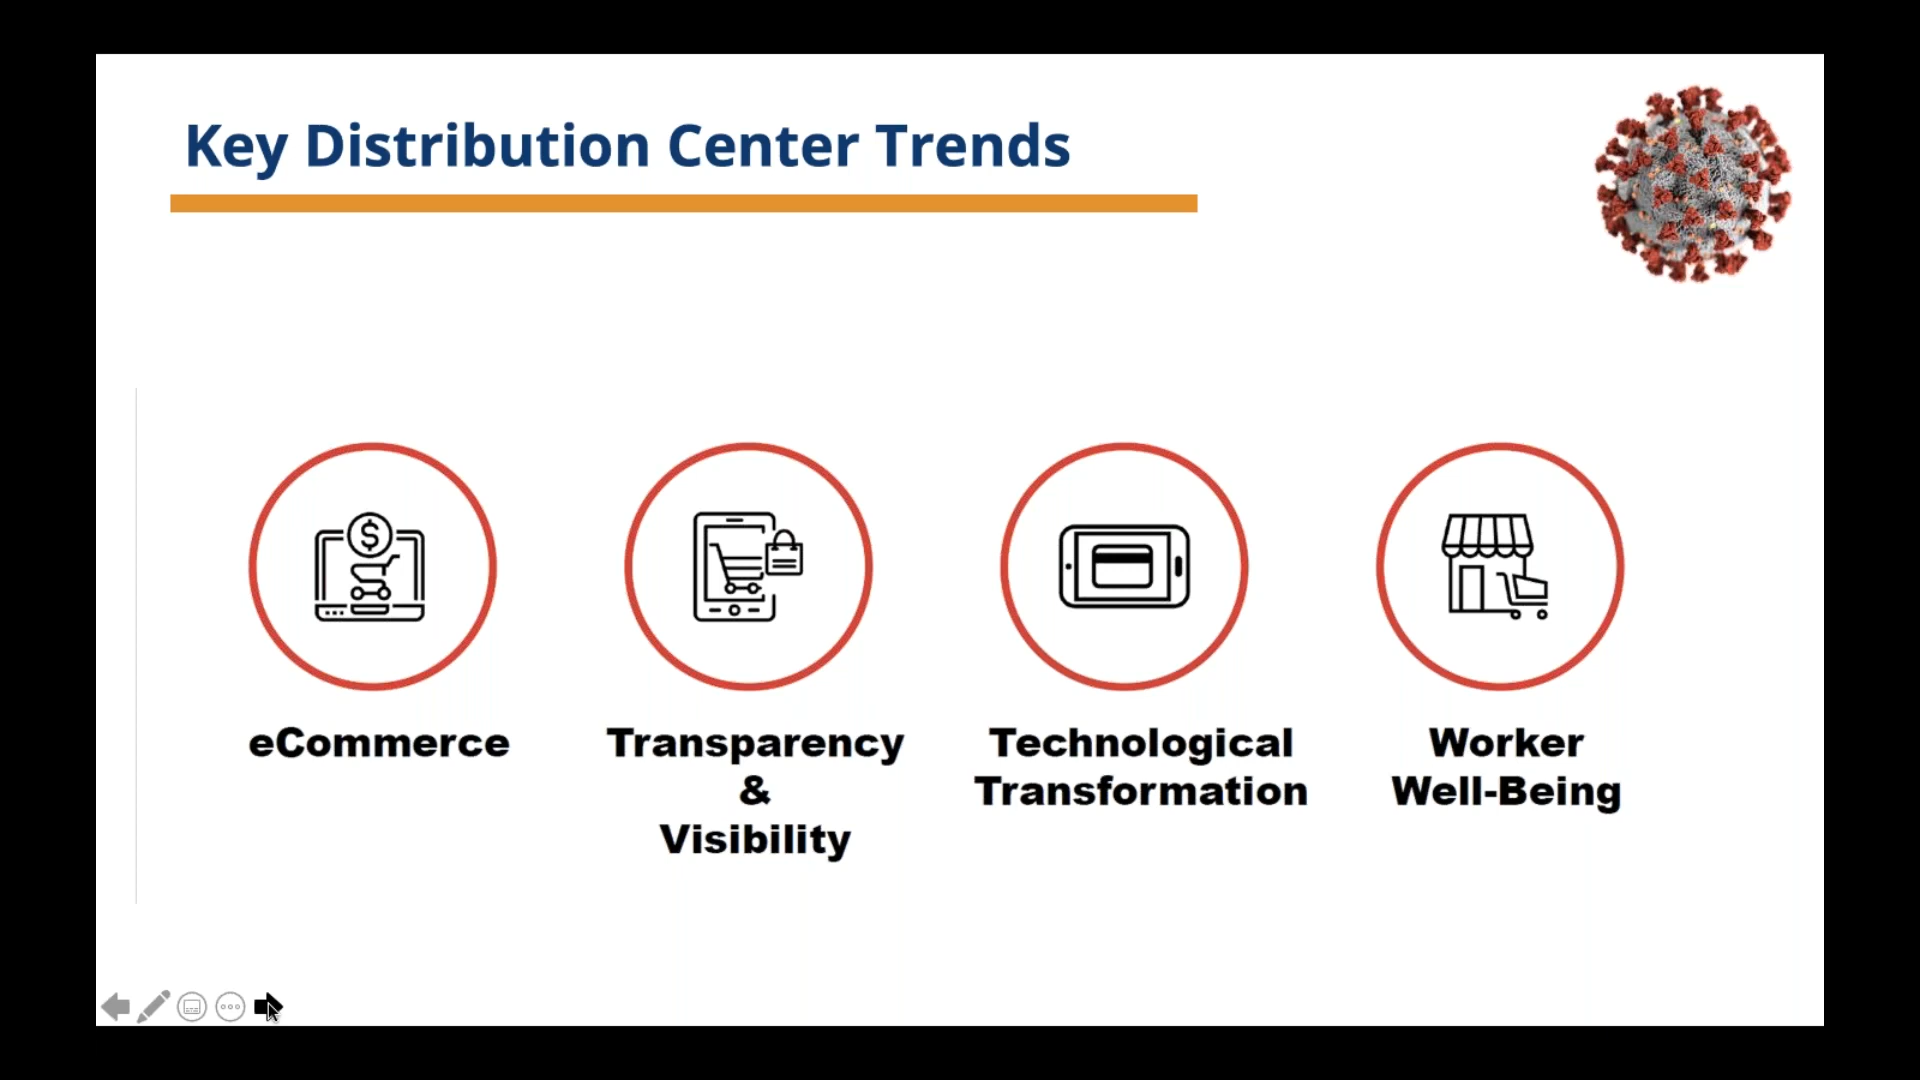 Key Distribution Center Trends
$
eCommerce
Transparency
&
Visibility
Technological
Transformation
Worker
Well-Being